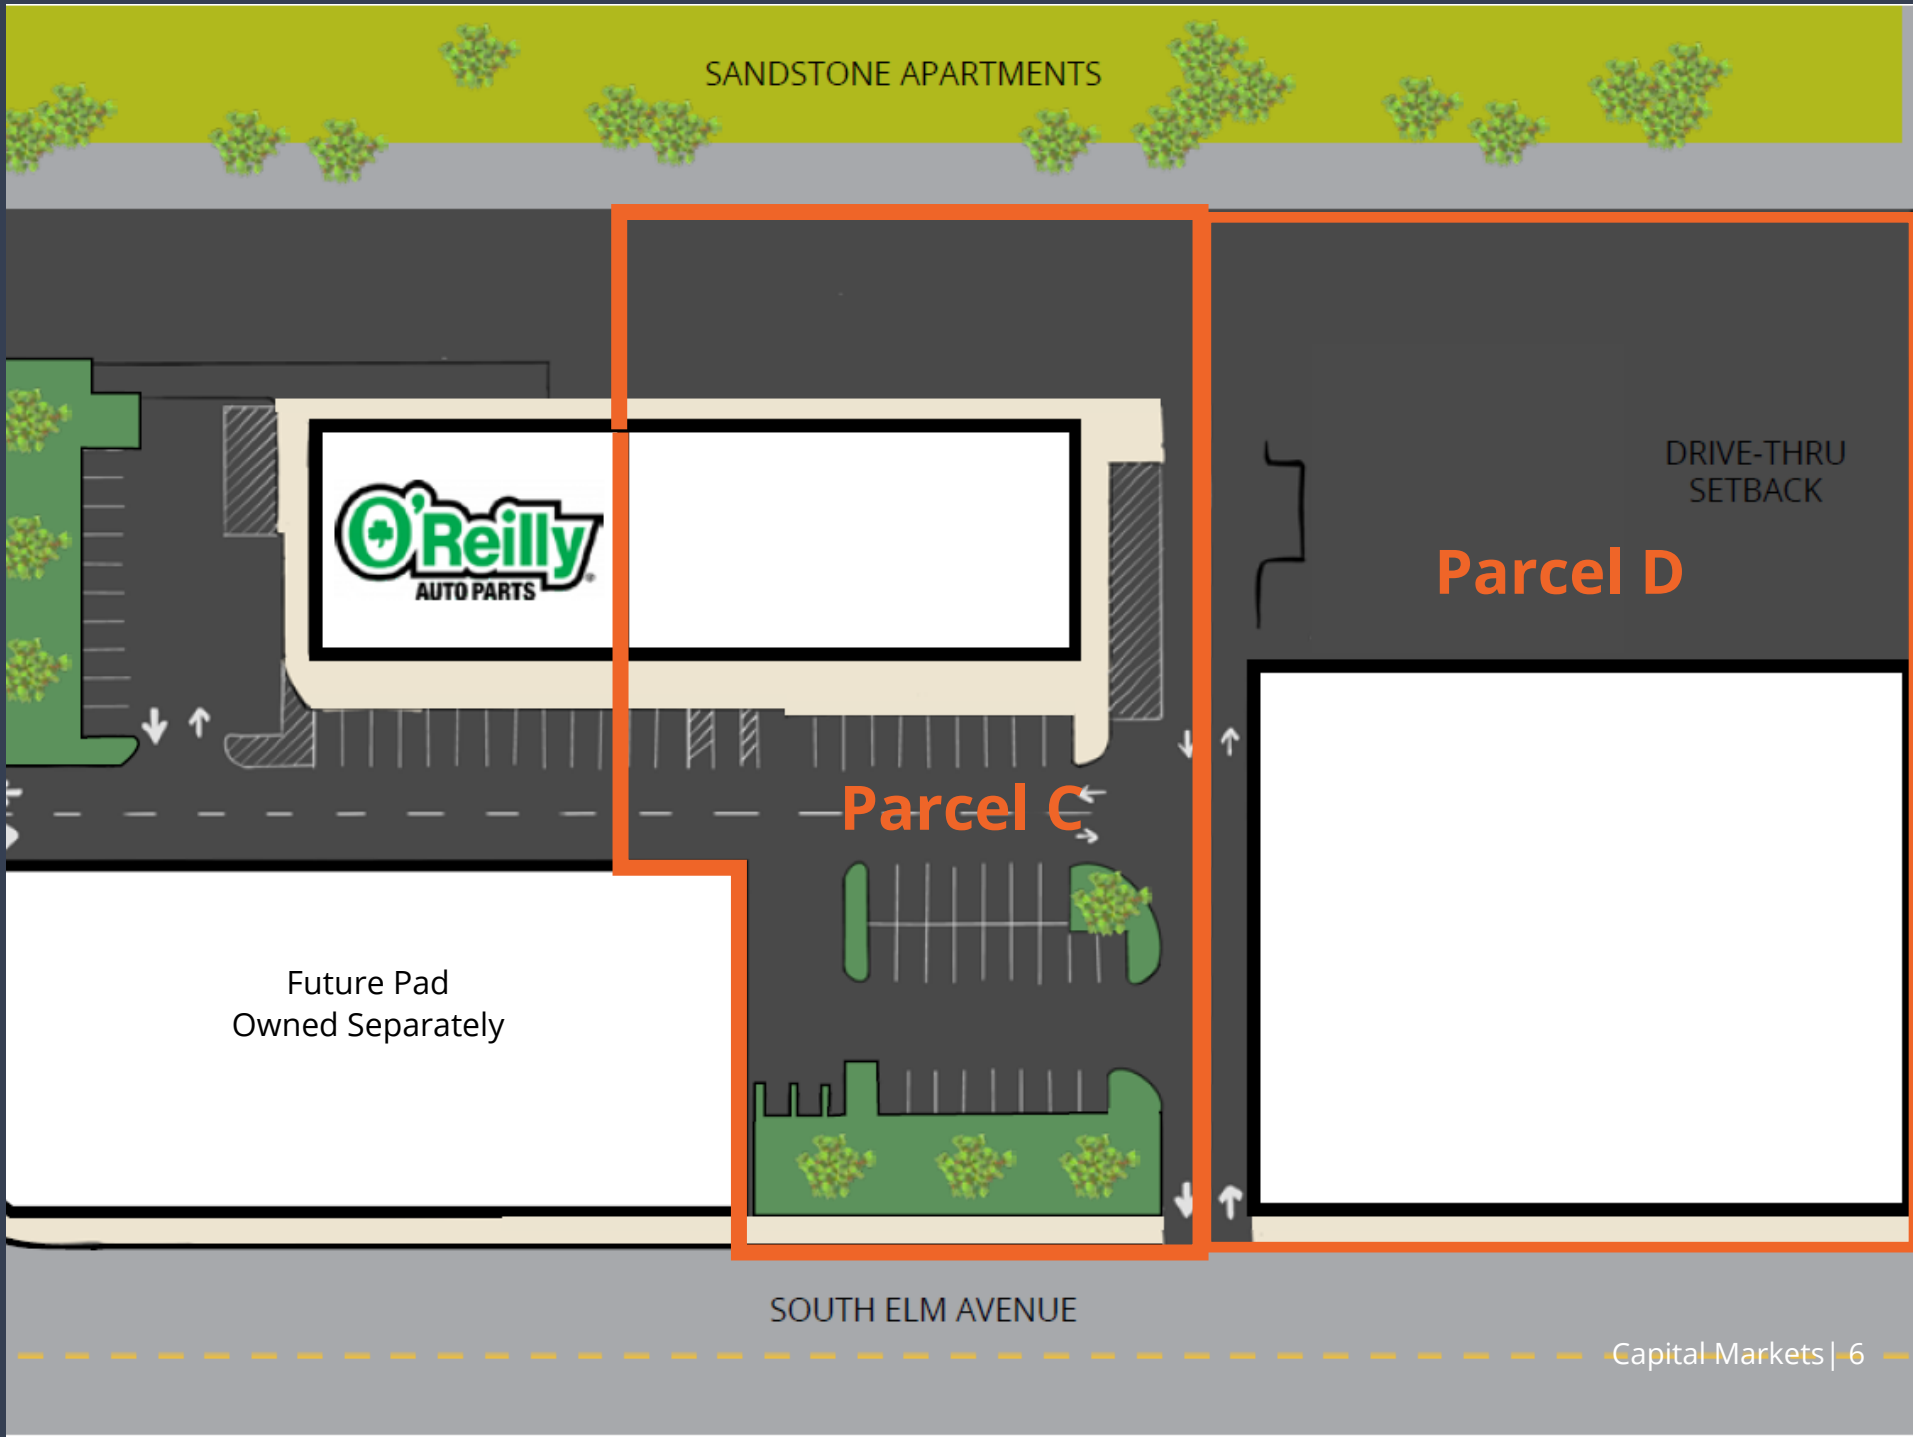 SANDSTONE APARTMENTS
DRIVE-THRU
SETBACK
O'Reilly
AUTO PARTS
Parcel D
Parcel C
Future Pad
Owned Separately
SOUTH ELM AVENUE
Capital Markets| 6